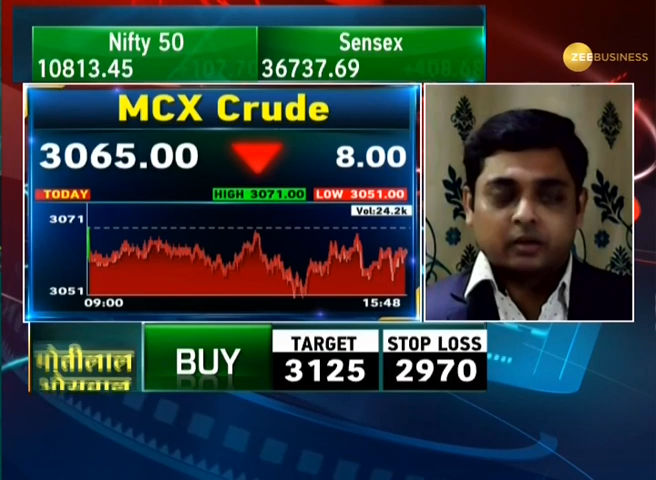 Nifty 50
Sensex
10813.45
36737.69
ZEEBUSINESS
MCX Crude
3065.00
8.00
TODAY
HIGH 3071.00
LOW 3051.00
Vol:24.2k
3071
3051
09:00
15:48
मोतीलाल
ओसवाल
BUY
TARGET
3125
STOP LOSS
2970